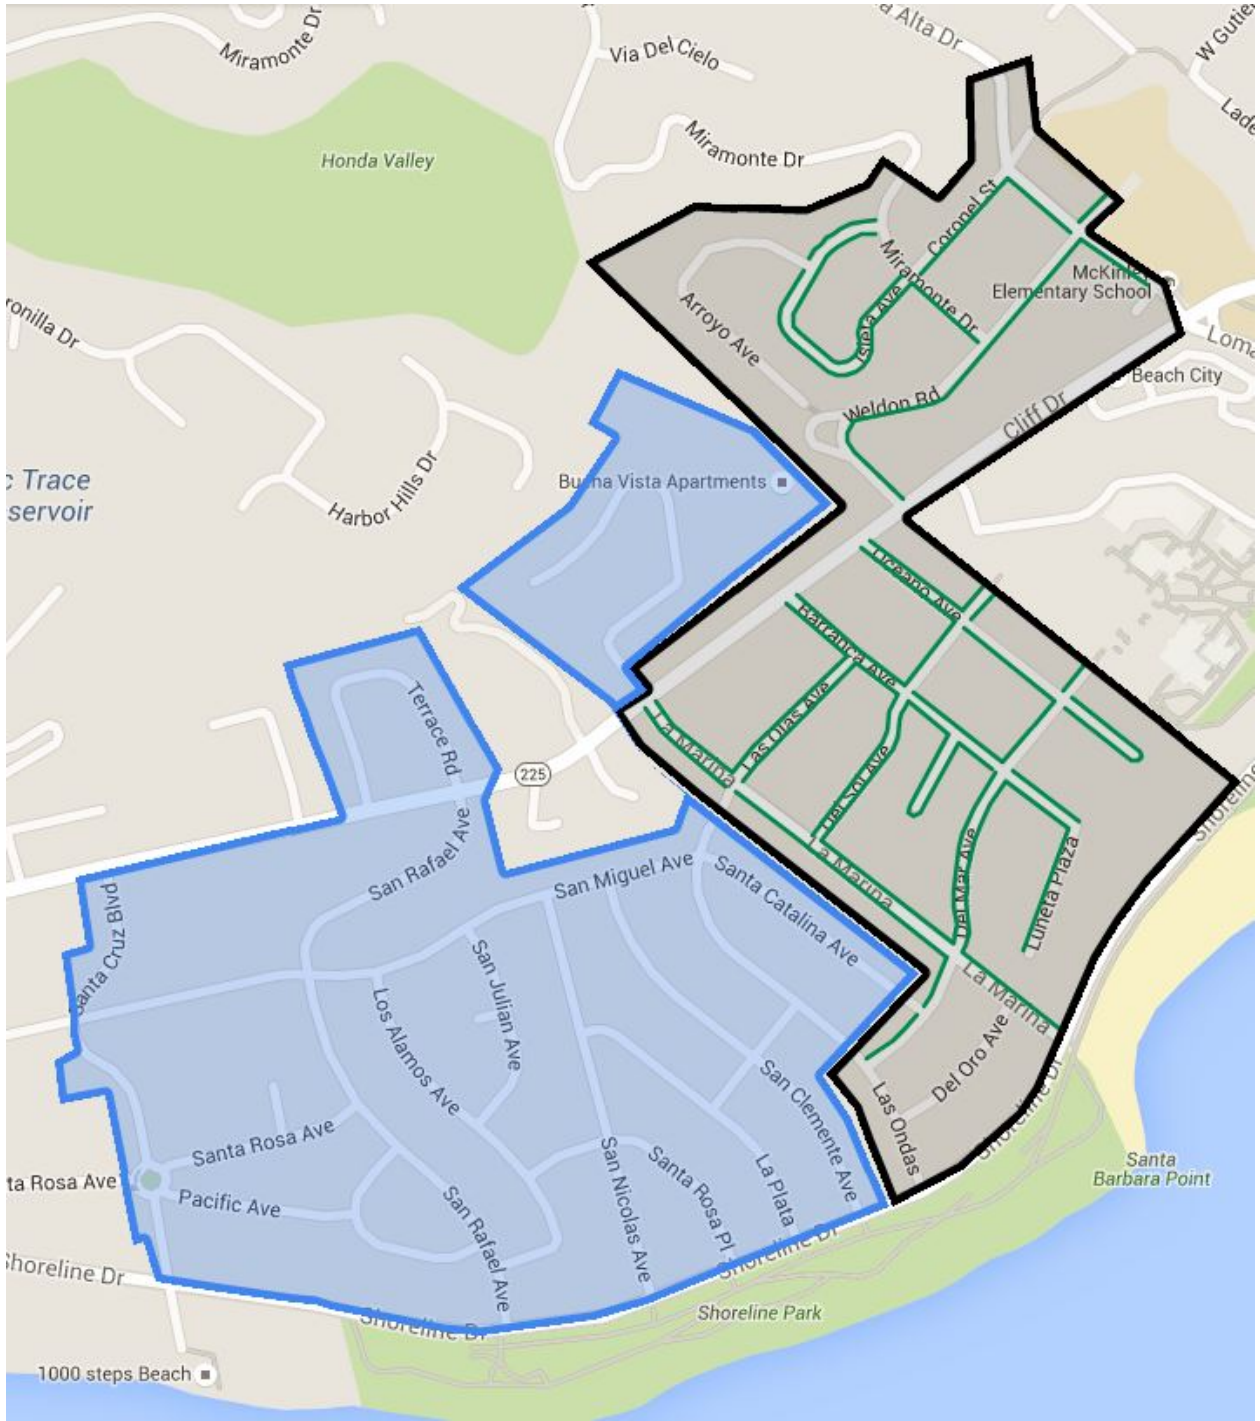 Miramonte Dr
Via Del Cielo
a Alta Dr
W Gutie
Lade
Honda Valley
Miramonte Dr
Coronel St
Miramonte Dr
McKinley
Elementary School
Isleta Ave
Arroyo Ave
ronilla Dr
Loma
Beach City
Weldon Rd
Cliff Dr
c Trace
servoir
Harbor Hills Dr
Buena Vista Apartments
Oceano Ave
Barranca Ave
Terrace Rd
La Marina
Las Olas Ave
225
Del Sol Ave
Shoreline
San Rafael Ave
San Miguel Ave
Santa Catalina Ave
La Marina
Del Mar Ave
Luneta Plaza
Santa Cruz Blvd
San Julian Ave
Los Alamos Ave
La Marina
Del Oro Ave
Las Ondas
San Clemente Ave
Shoreline Dr
Santa Rosa Ave
ta Rosa Ave
Pacific Ave
San Rafael Ave
San Nicolas Ave
Santa Rosa Pl
La Plata
Santa
Barbara Point
Shoreline Dr
Shoreline Dr
Shoreline Dr
Shoreline Park
1000 steps Beach